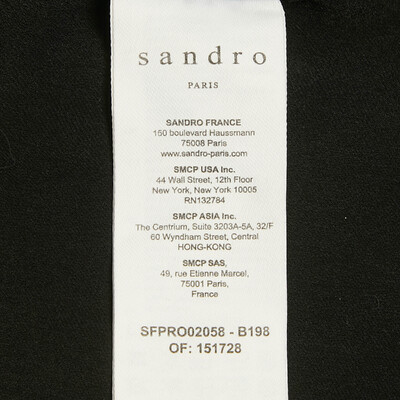 sandro
PARIS
SANDRO FRANCE
150 boulevard Haussmann
75008 Paris
www.sandro-paris.com
SMCP USA Inc.
44 Wall Street, 12th Floor
New York, New York 10005
RN132784
SMCP ASIA Inc.
The Centrium, Suite 3203A-5A, 32/F
60 Wyndham Street, Central
HONG-KONG
SMCP SAS,
49, rue Etienne Marcel,
75001 Paris,
France
SFPRO02058 - B198
OF: 151728